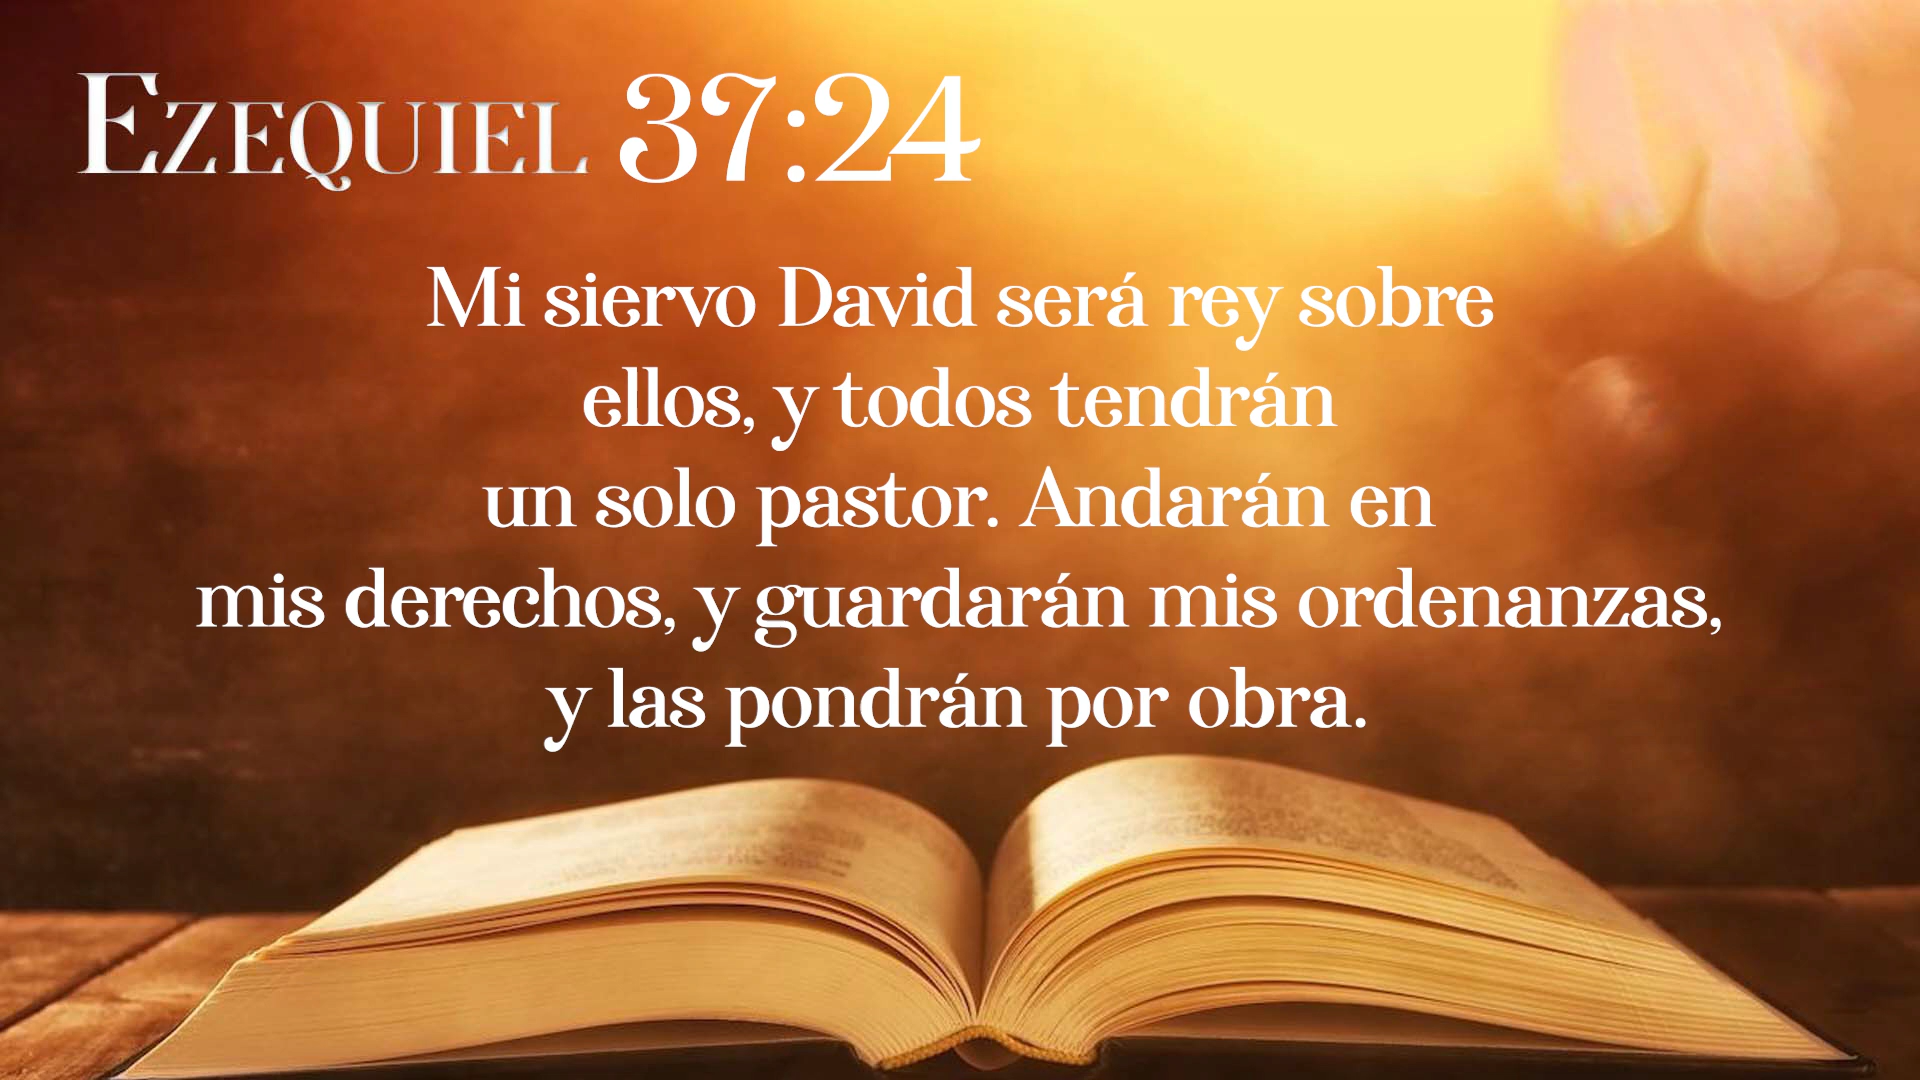 Ezequiel 37:24
Mi siervo David será rey sobre
ellos, y todos tendrán
un solo pastor. Andarán en
mis derechos, y guardarán mis ordenanzas,
y las pondrán por obra.